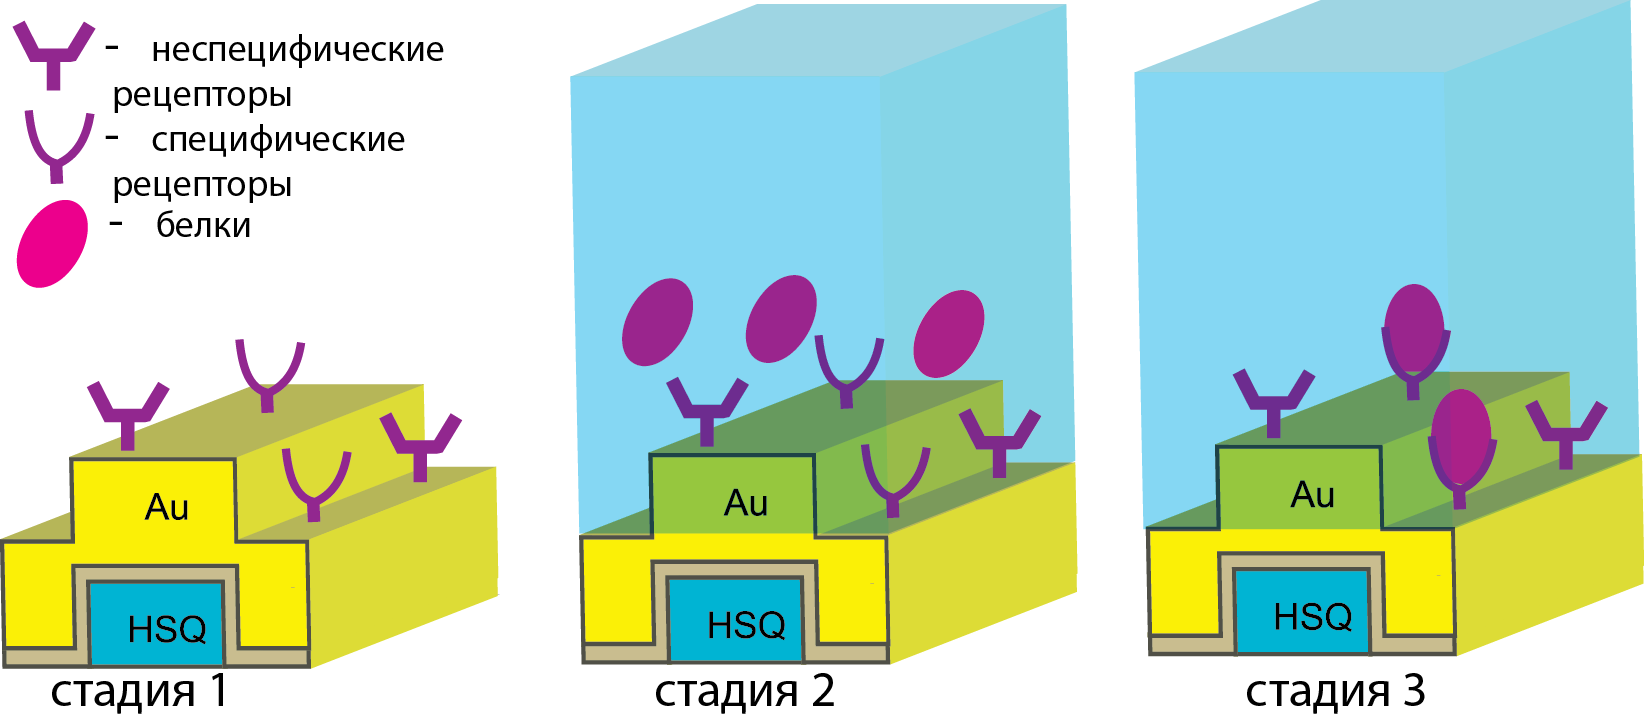 - неспецифические
рецепторы
- специфические
рецепторы
- белки
Au
HSQ
стадия 1
Au
HSQ
стадия 2
Au
HSQ
стадия 3